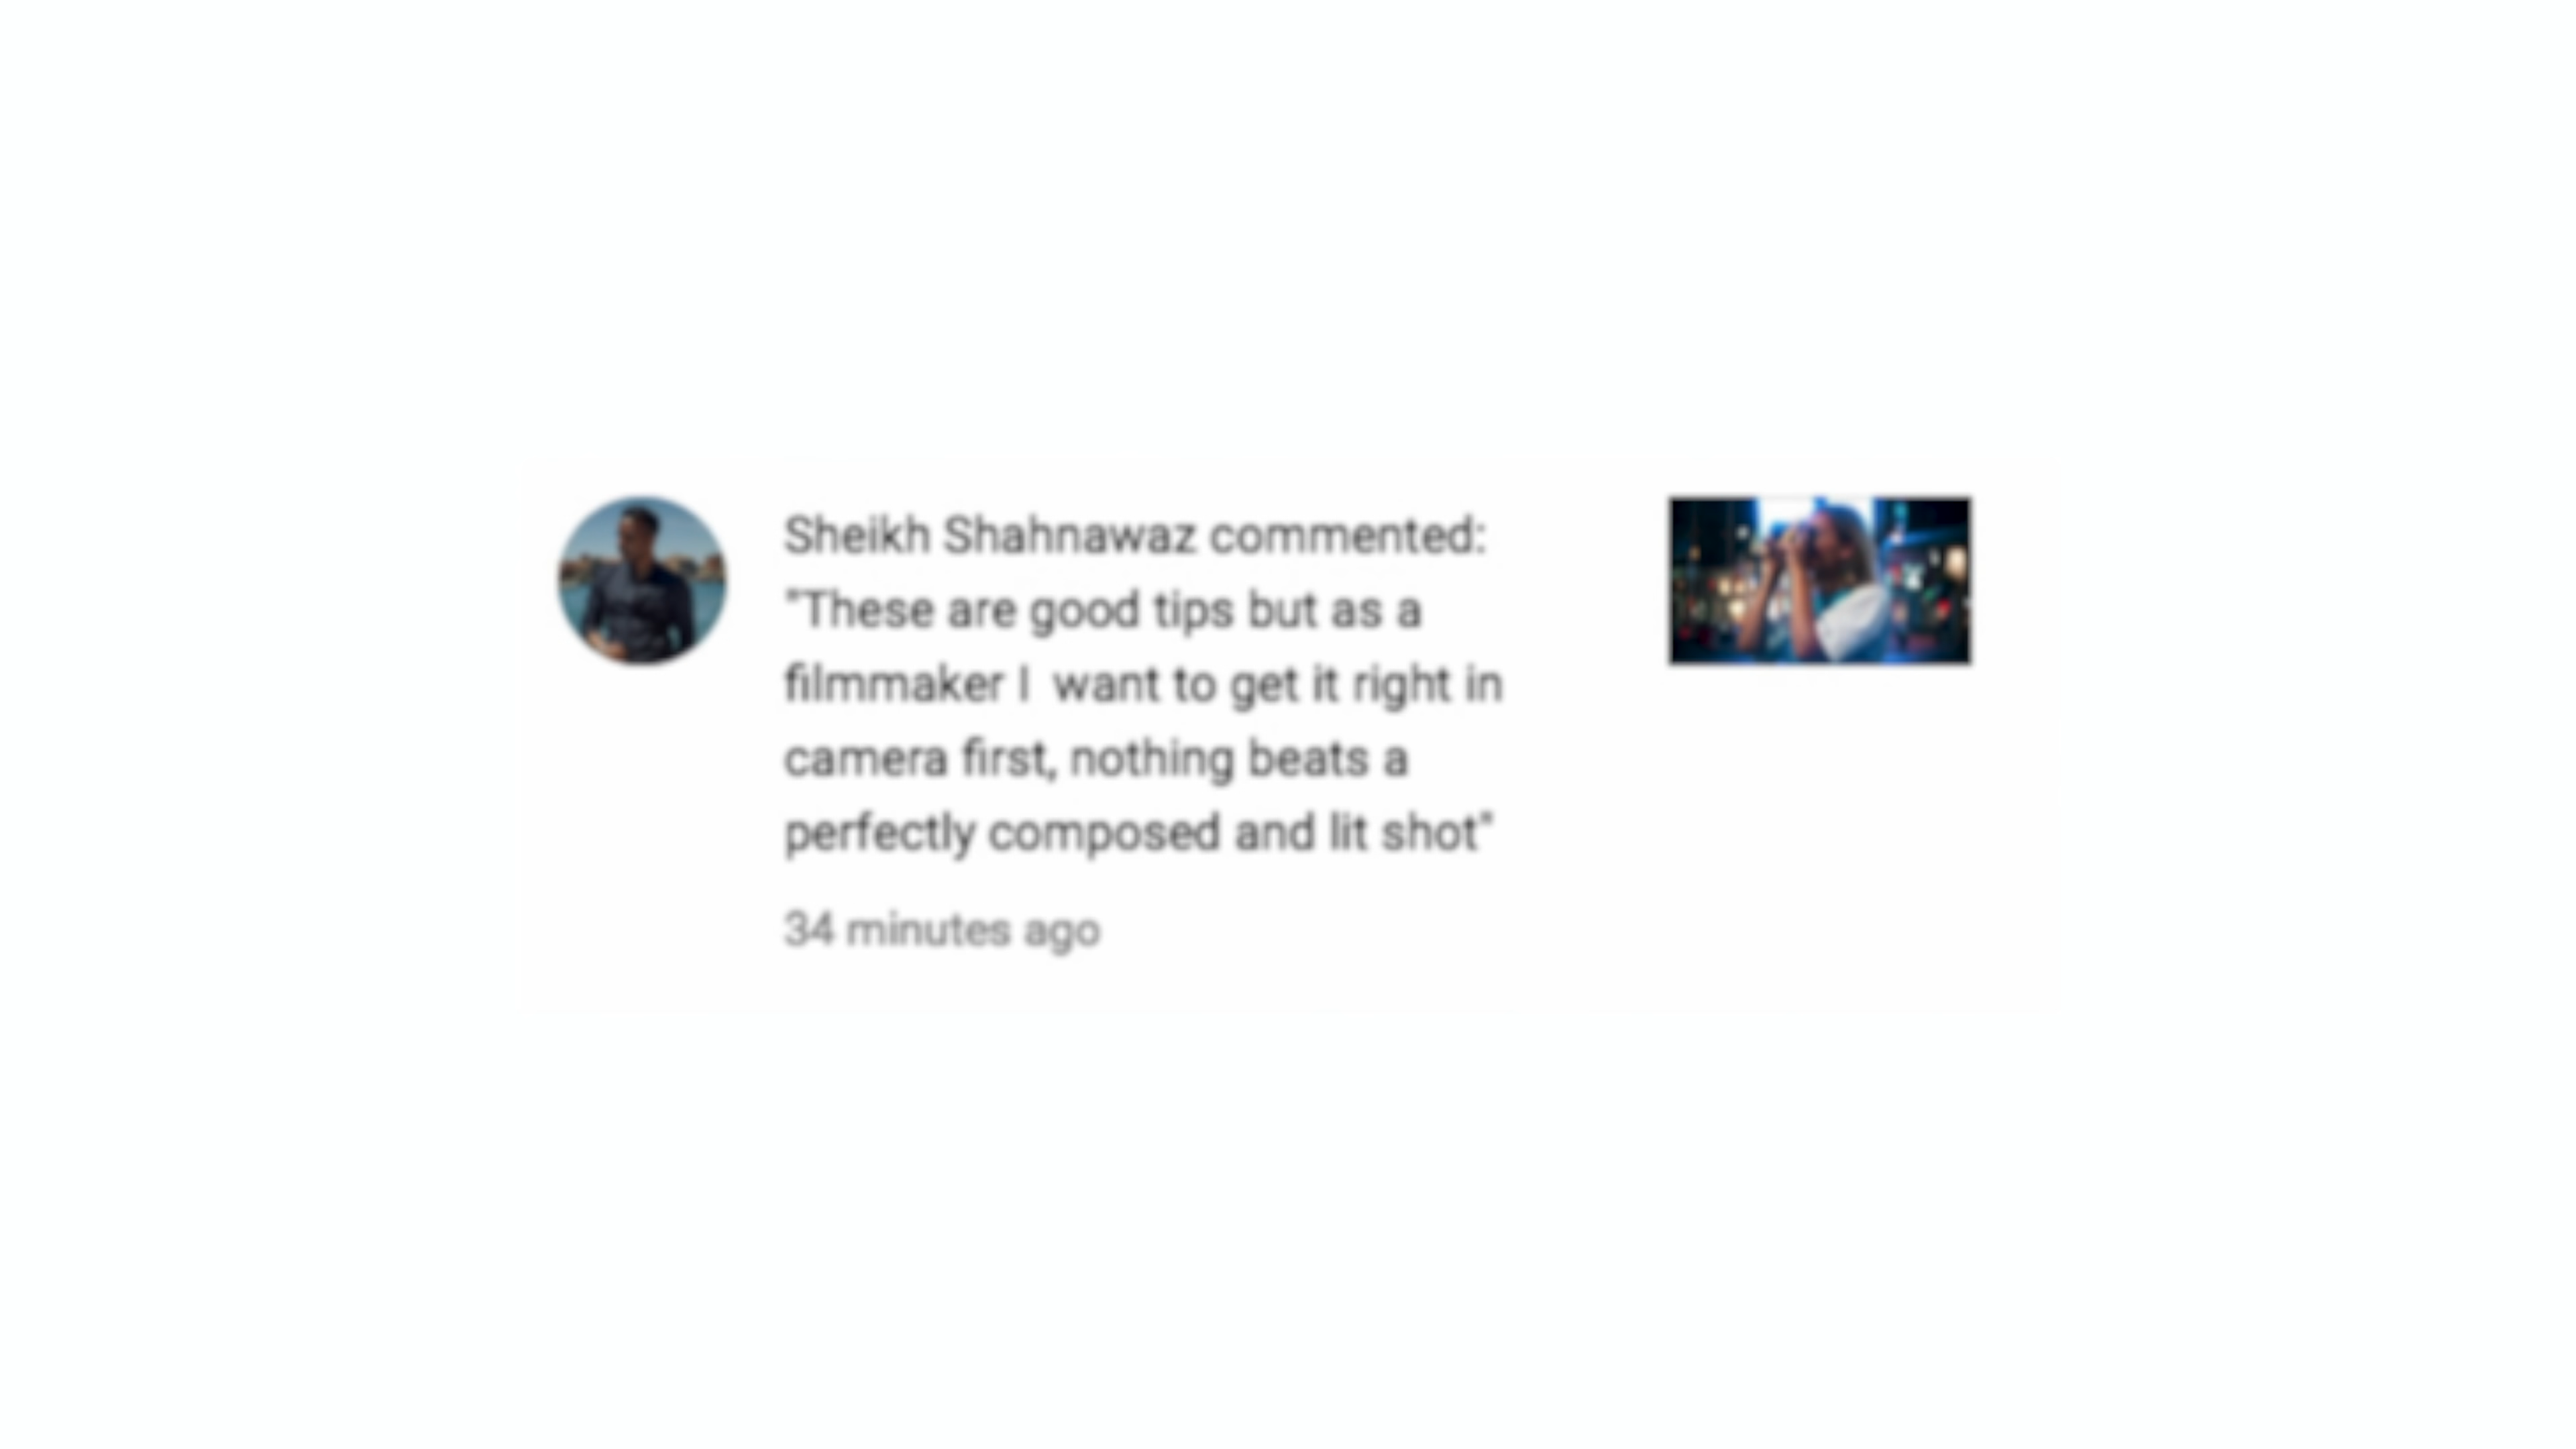 Sheikh Shahnawaz commented:
"These are good tips but as a
filmmaker I  want to get it right in
camera first, nothing beats a
perfectly composed and lit shot"
34 minutes ago